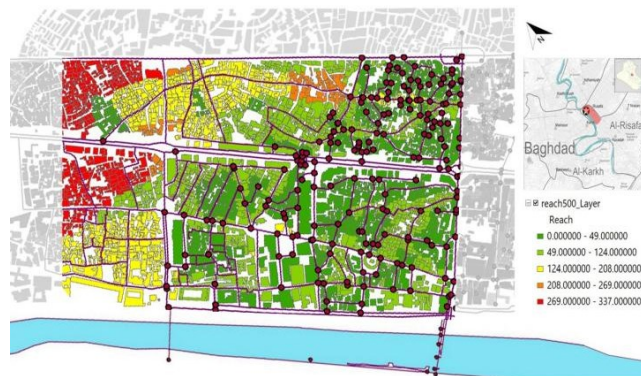 N
Al-Risafa
Baghdad
Al-Karkh
reach500_Layer
Reach
0.000000 - 49.000000
49.000000 - 124.000000
124.000000 - 208.000000
208.000000 - 269.000000
269.000000 - 337.000000